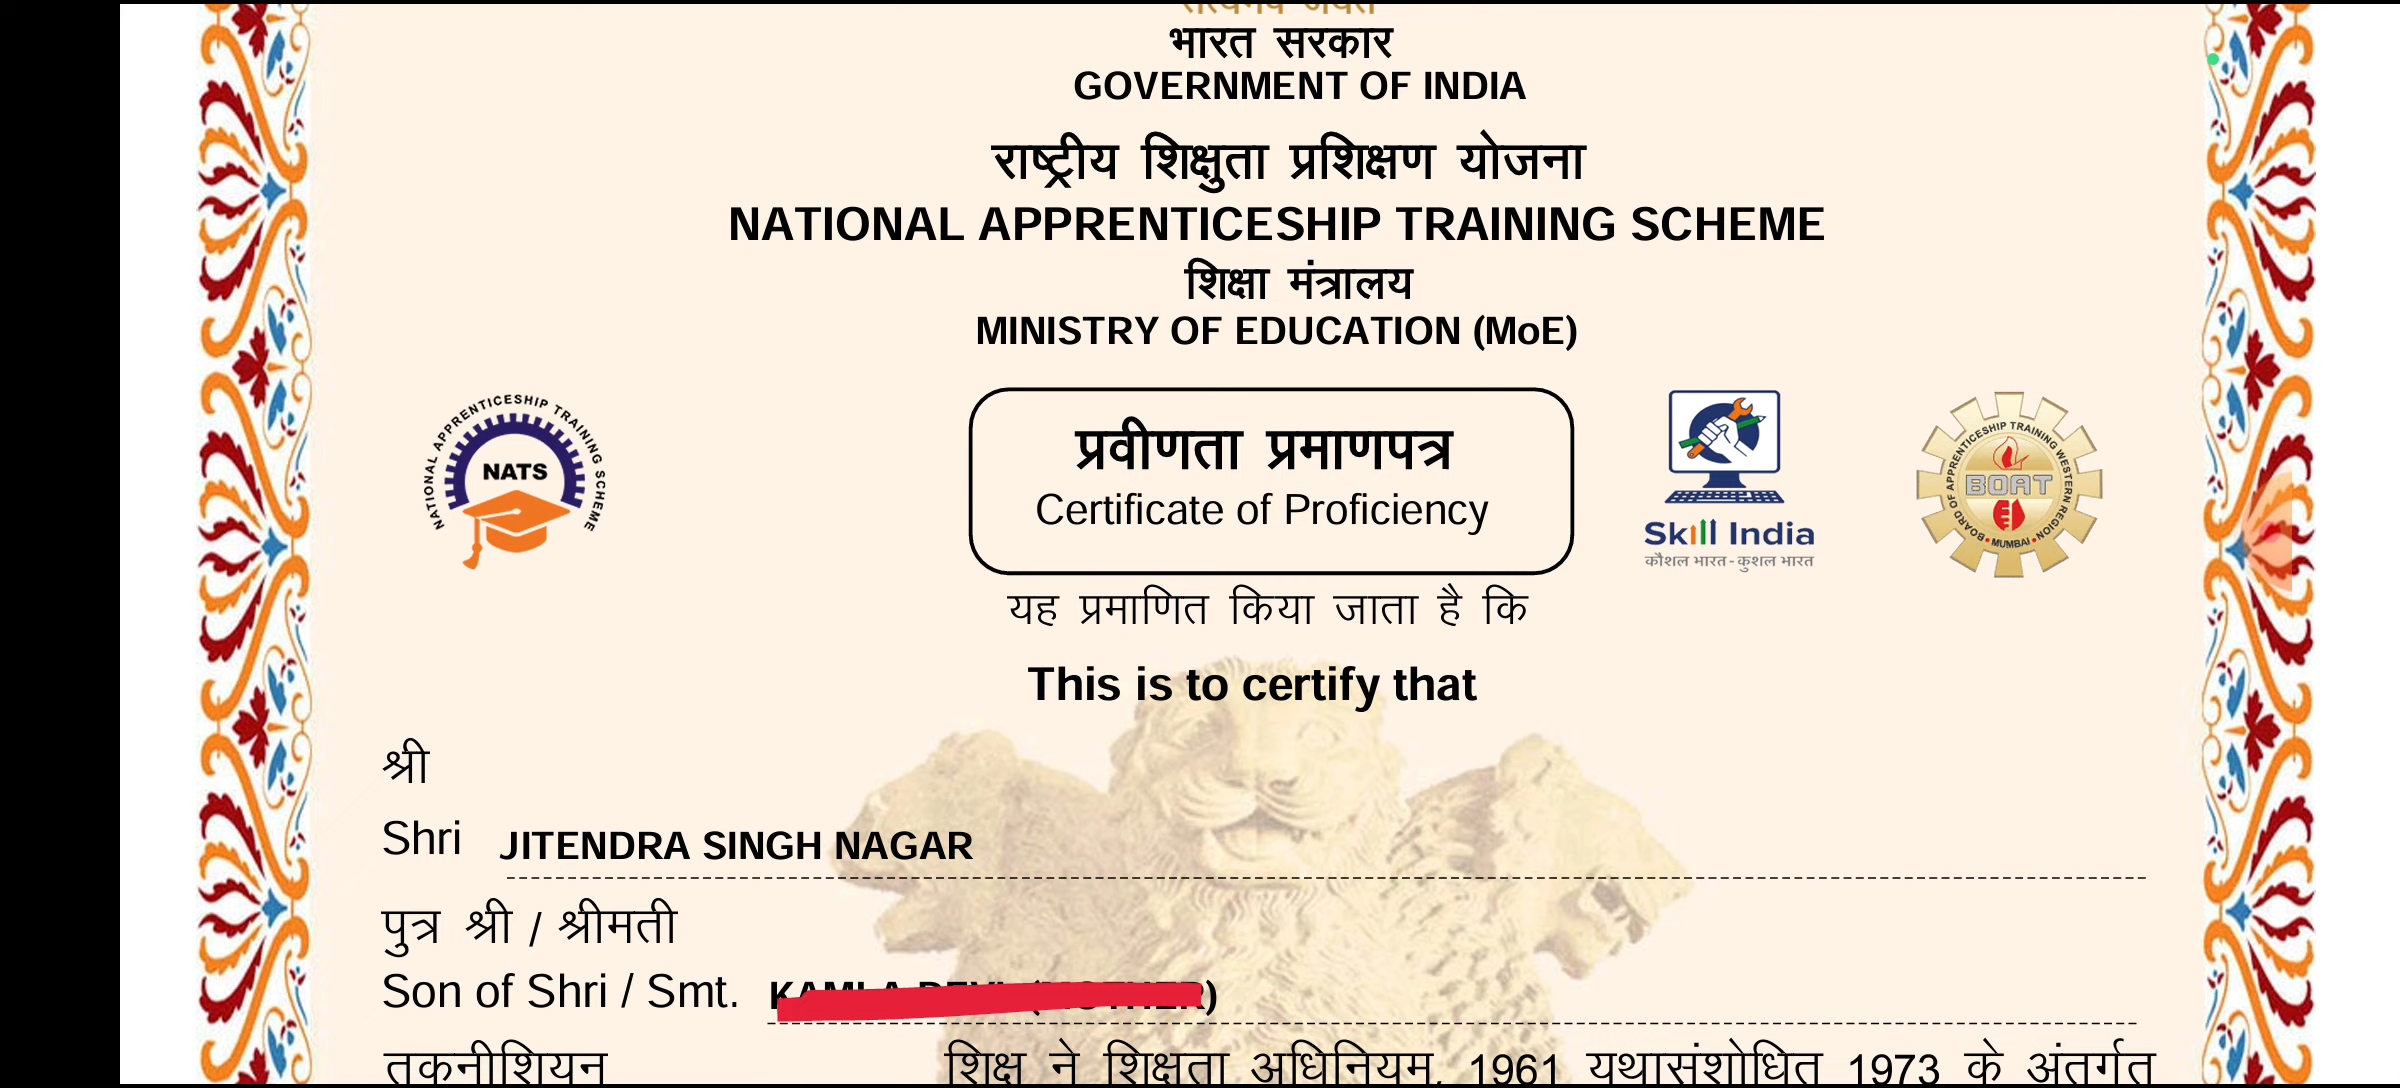 भारत सरकार
GOVERNMENT OF INDIA
राष्ट्रीय शिक्षुता प्रशिक्षण योजना
NATIONAL APPRENTICESHIP TRAINING SCHEME
शिक्षा मंत्रालय
MINISTRY OF EDUCATION (MoE)
NATIONAL APPRENTICESHIP TRAINING SCHEME
NATS
प्रवीणता प्रमाणपत्र
Certificate of Proficiency
Skill India
कौशल भारत - कुशल भारत
BOARD OF APPRENTICESHIP TRAINING WESTERN REGION
BOAT
MUMBAI
यह प्रमाणित किया जाता है कि
This is to certify that
श्री
Shri JITENDRA SINGH NAGAR
पुत्र श्री / श्रीमती
Son of Shri / Smt.
तकनीशियन शिक्षु ने शिक्षुता अधिनियम, 1961 यथासंशोधित 1973 के अंतर्गत